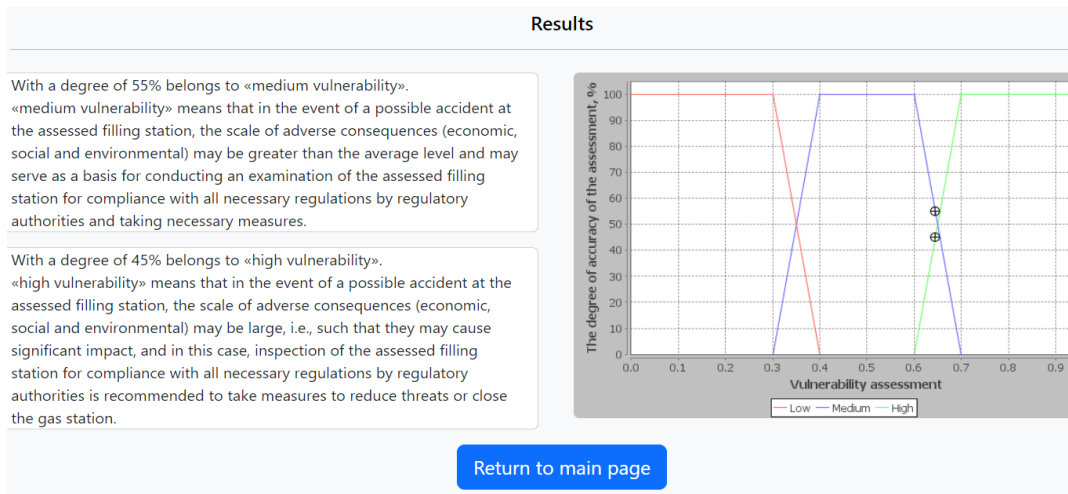 Results
With a degree of 55% belongs to «medium vulnerability».
«medium vulnerability» means that in the event of a possible accident at
the assessed filling station, the scale of adverse consequences (economic,
social and environmental) may be greater than the average level and may
serve as a basis for conducting an examination of the assessed filling
station for compliance with all necessary regulations by regulatory
authorities and taking necessary measures.
With a degree of 45% belongs to «high vulnerability».
«high vulnerability» means that in the event of a possible accident at the
assessed filling station, the scale of adverse consequences (economic,
social and environmental) may be large, i.e., such that they may cause
significant impact, and in this case, inspection of the assessed filling
station for compliance with all necessary regulations by regulatory
authorities is recommended to take measures to reduce threats or close
the gas station.
The degree of accuracy of the assessment, %
100
90
80
70
60
50
40
30
20
10
0
0.0 0.1 0.2 0.3 0.4 0.5 0.6 0.7 0.8 0.9
Vulnerability assessment
Low Medium High
Return to main page